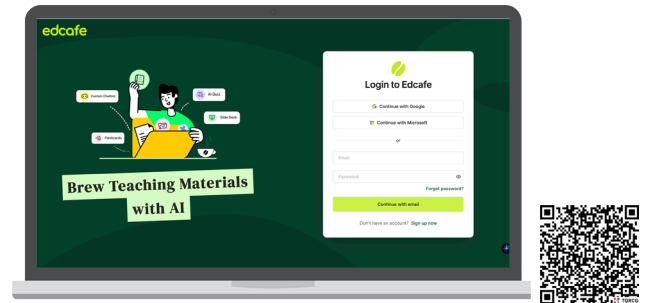 edcafe
Custom Chatbot
AI Quiz
Slide Deck
Flashcards
Brew Teaching Materials
with AI
Login to Edcafe
Continue with Google
Continue with Microsoft
or
Email
Password
Forgot password?
Continue with email
Don't have an account? Sign up now
TQRCG